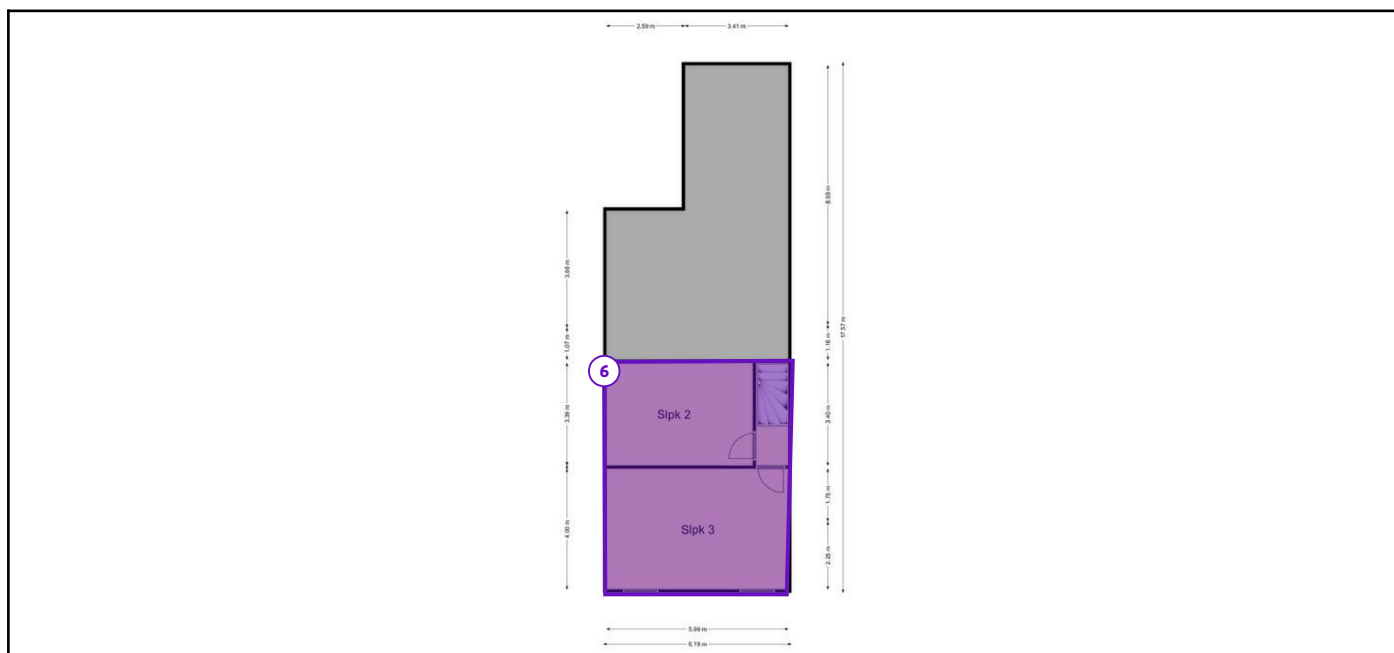 2.59 m
3.41 m
3.88 m
1.07 m
3.39 m
4.00 m
8.59 m
1.16 m
3.40 m
1.75 m
2.25 m
17.57 m
6
Slpk 2
Slpk 3
5.99 m
6.19 m